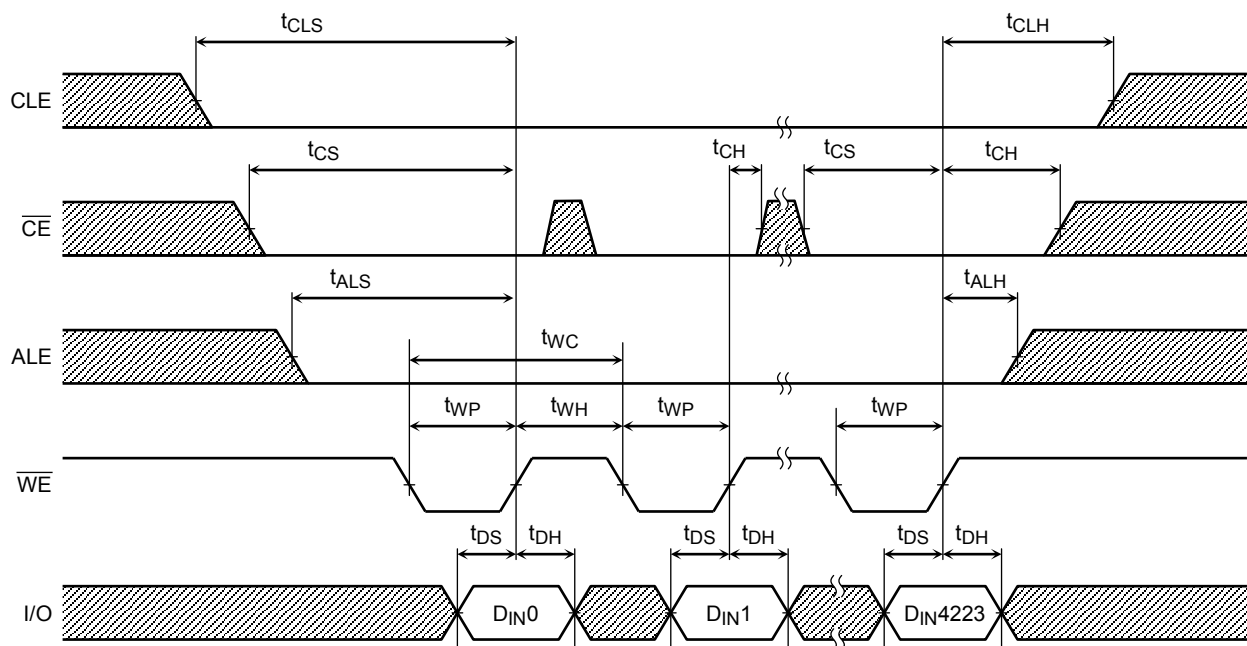 tCLS tCLH
CLE
tCS tCH tCS tCH
CE
tALS tALH
ALE
tWC
tWP tWH tWP tWP
WE
tDS tDH tDS tDH tDS tDH
I/O DIN0 DIN1 DIN4223